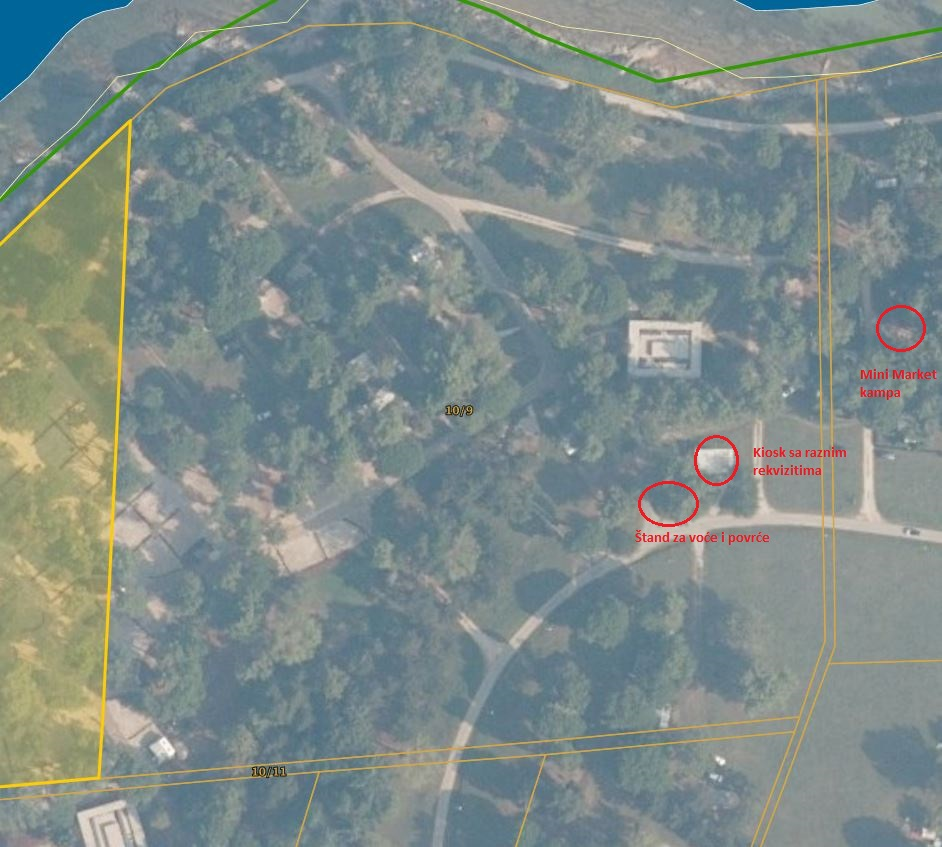 Mini Market
kampa
10/9
Kiosk sa raznim
rekvizitima
Štand za voće i povrće
10/11